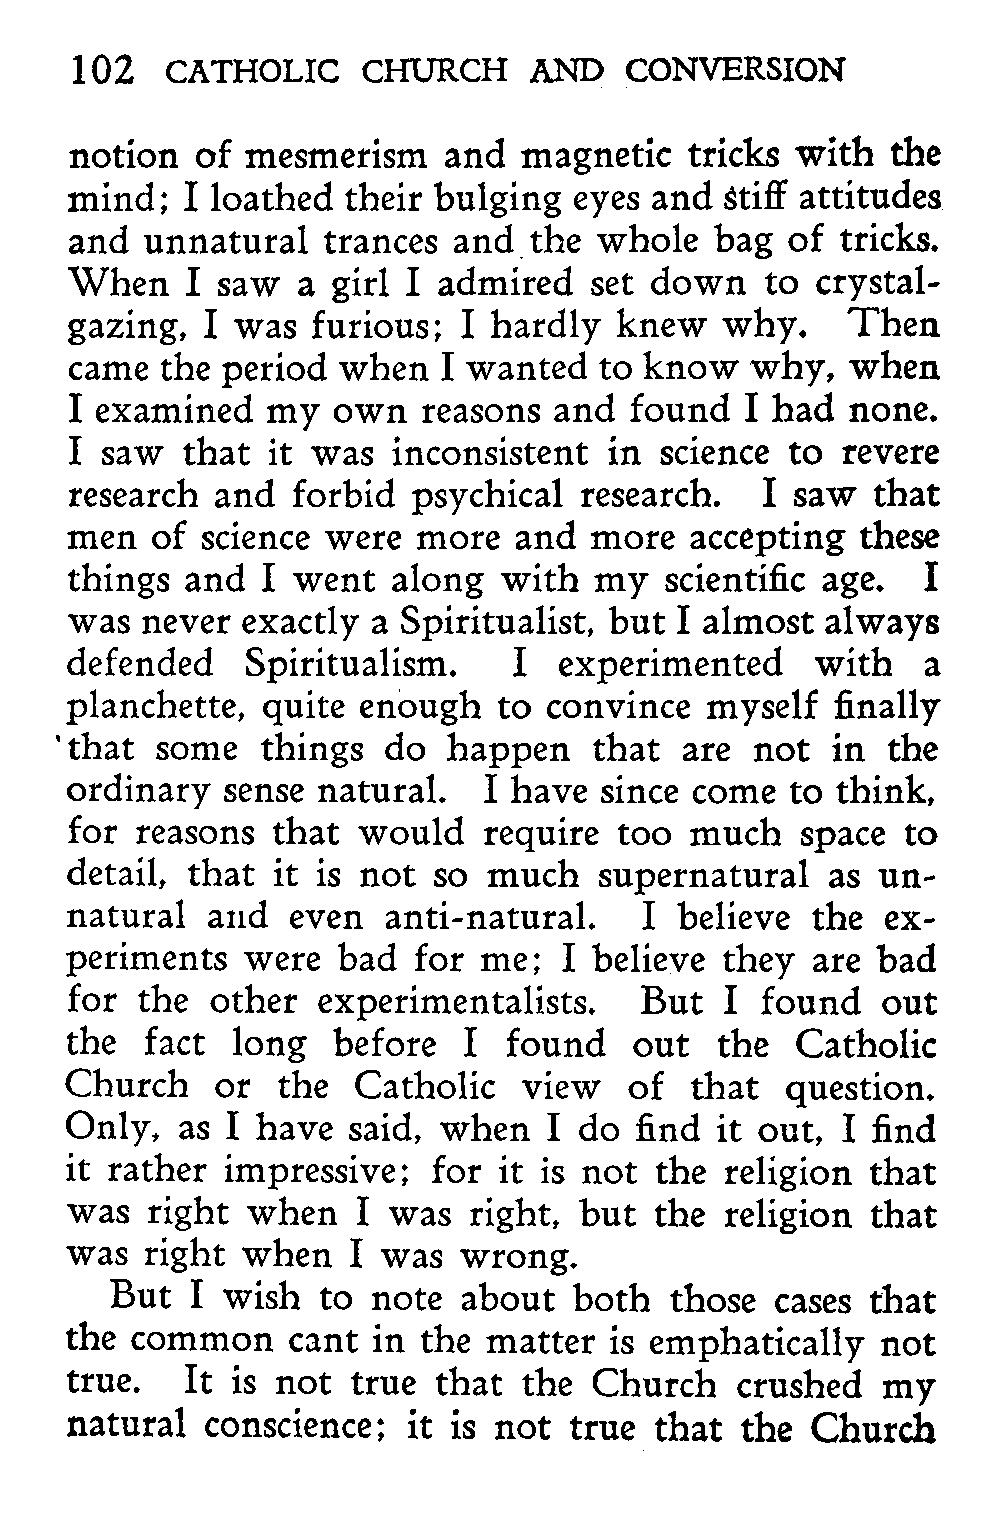 102 CATHOLIC CHURCH AND CONVERSION
notion of mesmerism and magnetic tricks with the
mind; I loathed their bulging eyes and stiff attitudes
and unnatural trances and the whole bag of tricks.
When I saw a girl I admired set down to crystal-
gazing, I was furious; I hardly knew why. Then
came the period when I wanted to know why, when
I examined my own reasons and found I had none.
I saw that it was inconsistent in science to revere
research and forbid psychical research. I saw that
men of science were more and more accepting these
things and I went along with my scientific age. I
was never exactly a Spiritualist, but I almost always
defended Spiritualism. I experimented with a
planchette, quite enough to convince myself finally
that some things do happen that are not in the
ordinary sense natural. I have since come to think,
for reasons that would require too much space to
detail, that it is not so much supernatural as un-
natural and even anti-natural. I believe the ex-
periments were bad for me; I believe they are bad
for the other experimentalists. But I found out
the fact long before I found out the Catholic
Church or the Catholic view of that question.
Only, as I have said, when I do find it out, I find
it rather impressive; for it is not the religion that
was right when I was right, but the religion that
was right when I was wrong.
But I wish to note about both those cases that
the common cant in the matter is emphatically not
true. It is not true that the Church crushed my
natural conscience; it is not true that the Church